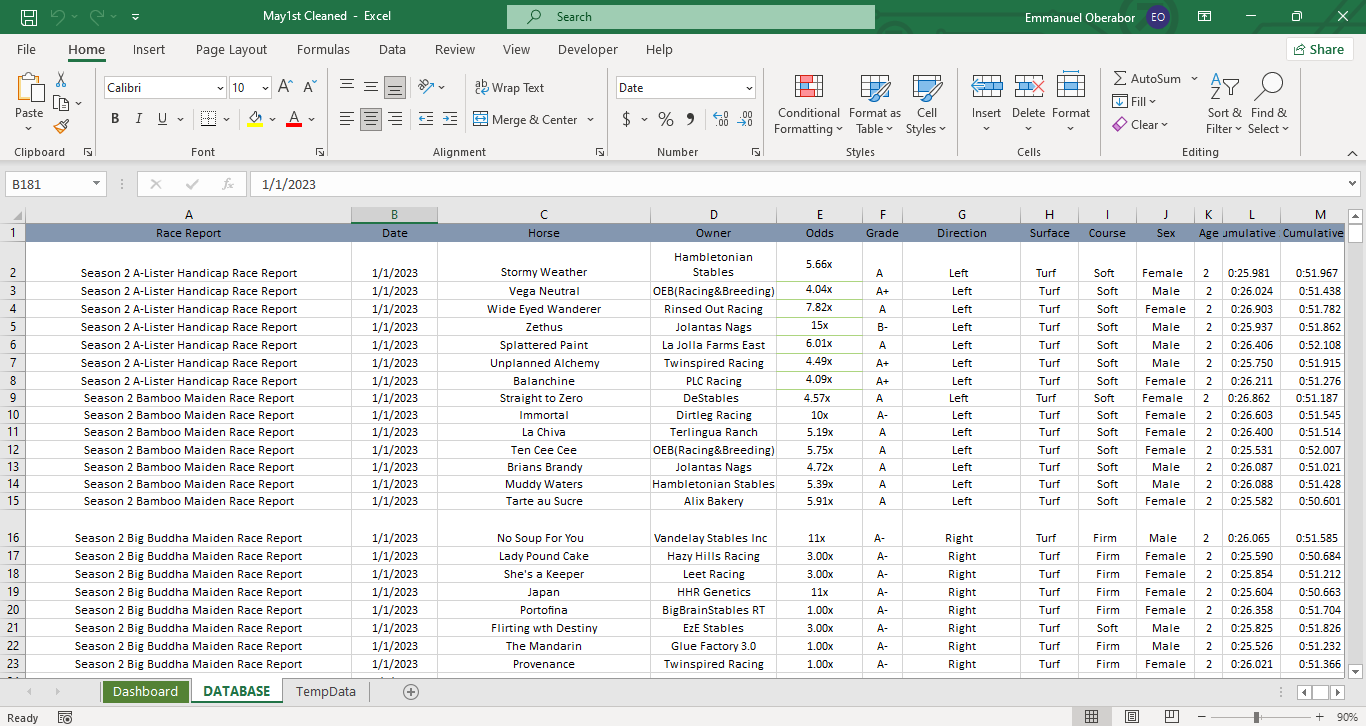 May1st Cleaned - Excel
Search
Emmanuel Oberabor EO
File Home Insert Page Layout Formulas Data Review View Developer Help Share
Paste
Calibri 10
B I U
Wrap Text
Merge & Center
Date
$ % 9
Conditional Formatting
Format as Table
Cell Styles
Insert Delete Format
AutoSum
Fill
Clear
Sort & Filter
Find & Select
Clipboard Font Alignment Number Styles Cells Editing
B181 fx 1/1/2023
A B C D E F G H I J K L M
1 Race Report Date Horse Owner Odds Grade Direction Surface Course Sex Age umulative Cumulative
2 Season 2 A-Lister Handicap Race Report 1/1/2023 Stormy Weather Hambletonian Stables 5.66x A Left Turf Soft Female 2 0:25.981 0:51.967
3 Season 2 A-Lister Handicap Race Report 1/1/2023 Vega Neutral OEB(Racing&Breeding) 4.04x A+ Left Turf Soft Male 2 0:26.024 0:51.438
4 Season 2 A-Lister Handicap Race Report 1/1/2023 Wide Eyed Wanderer Rinsed Out Racing 7.82x A Left Turf Soft Female 2 0:26.903 0:51.782
5 Season 2 A-Lister Handicap Race Report 1/1/2023 Zethus Jolantas Nags 15x B- Left Turf Soft Male 2 0:25.937 0:51.862
6 Season 2 A-Lister Handicap Race Report 1/1/2023 Splattered Paint La Jolla Farms East 6.01x A Left Turf Soft Male 2 0:26.406 0:52.108
7 Season 2 A-Lister Handicap Race Report 1/1/2023 Unplanned Alchemy Twinspired Racing 4.49x A+ Left Turf Soft Male 2 0:25.750 0:51.915
8 Season 2 A-Lister Handicap Race Report 1/1/2023 Balanchine PLC Racing 4.09x A+ Left Turf Soft Female 2 0:26.211 0:51.276
9 Season 2 Bamboo Maiden Race Report 1/1/2023 Straight to Zero DeStables 4.57x A Left Turf Soft Female 2 0:26.862 0:51.187
10 Season 2 Bamboo Maiden Race Report 1/1/2023 Immortal Dirtleg Racing 10x A- Left Turf Soft Female 2 0:26.603 0:51.545
11 Season 2 Bamboo Maiden Race Report 1/1/2023 La Chiva Terlingua Ranch 5.19x A Left Turf Soft Female 2 0:26.400 0:51.514
12 Season 2 Bamboo Maiden Race Report 1/1/2023 Ten Cee Cee OEB(Racing&Breeding) 5.75x A Left Turf Soft Female 2 0:25.531 0:52.007
13 Season 2 Bamboo Maiden Race Report 1/1/2023 Brians Brandy Jolantas Nags 4.72x A Left Turf Soft Male 2 0:26.087 0:51.021
14 Season 2 Bamboo Maiden Race Report 1/1/2023 Muddy Waters Hambletonian Stables 5.39x A Left Turf Soft Male 2 0:26.088 0:51.428
15 Season 2 Bamboo Maiden Race Report 1/1/2023 Tarte au Sucre Alix Bakery 5.91x A Left Turf Soft Female 2 0:25.582 0:50.601
16 Season 2 Big Buddha Maiden Race Report 1/1/2023 No Soup For You Vandelay Stables Inc 11x A- Right Turf Firm Male 2 0:26.065 0:51.585
17 Season 2 Big Buddha Maiden Race Report 1/1/2023 Lady Pound Cake Hazy Hills Racing 3.00x A- Right Turf Firm Female 2 0:25.590 0:50.684
18 Season 2 Big Buddha Maiden Race Report 1/1/2023 She's a Keeper Leet Racing 3.00x A- Right Turf Firm Female 2 0:25.854 0:51.212
19 Season 2 Big Buddha Maiden Race Report 1/1/2023 Japan HHR Genetics 11x A- Right Turf Firm Female 2 0:25.604 0:50.663
20 Season 2 Big Buddha Maiden Race Report 1/1/2023 Portofina BigBrainStables RT 1.00x A- Right Turf Firm Female 2 0:26.358 0:51.704
21 Season 2 Big Buddha Maiden Race Report 1/1/2023 Flirting wth Destiny EzE Stables 3.00x A- Right Turf Soft Male 2 0:25.825 0:51.826
22 Season 2 Big Buddha Maiden Race Report 1/1/2023 The Mandarin Glue Factory 3.0 1.00x A- Right Turf Firm Male 2 0:25.526 0:51.232
23 Season 2 Big Buddha Maiden Race Report 1/1/2023 Provenance Twinspired Racing 1.00x A- Right Turf Firm Female 2 0:26.021 0:51.366
Dashboard DATABASE TempData
Ready 90%